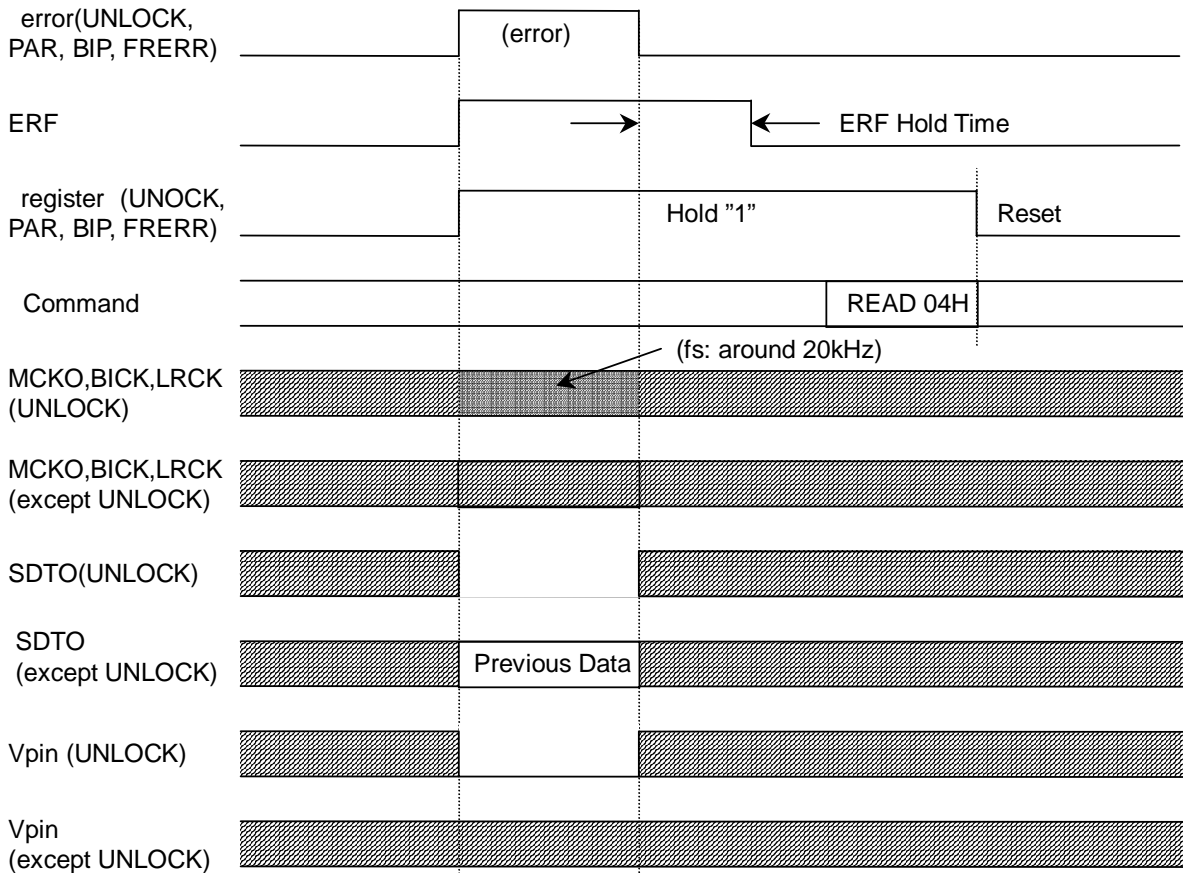 error(UNLOCK,
PAR, BIP, FRERR)
(error)
ERF
ERF Hold Time
register (UNOCK,
PAR, BIP, FRERR)
Hold ”1”
Reset
Command
READ 04H
(fs: around 20kHz)
MCKO,BICK,LRCK
(UNLOCK)
MCKO,BICK,LRCK
(except UNLOCK)
SDTO(UNLOCK)
SDTO
(except UNLOCK)
Previous Data
Vpin (UNLOCK)
Vpin
(except UNLOCK)